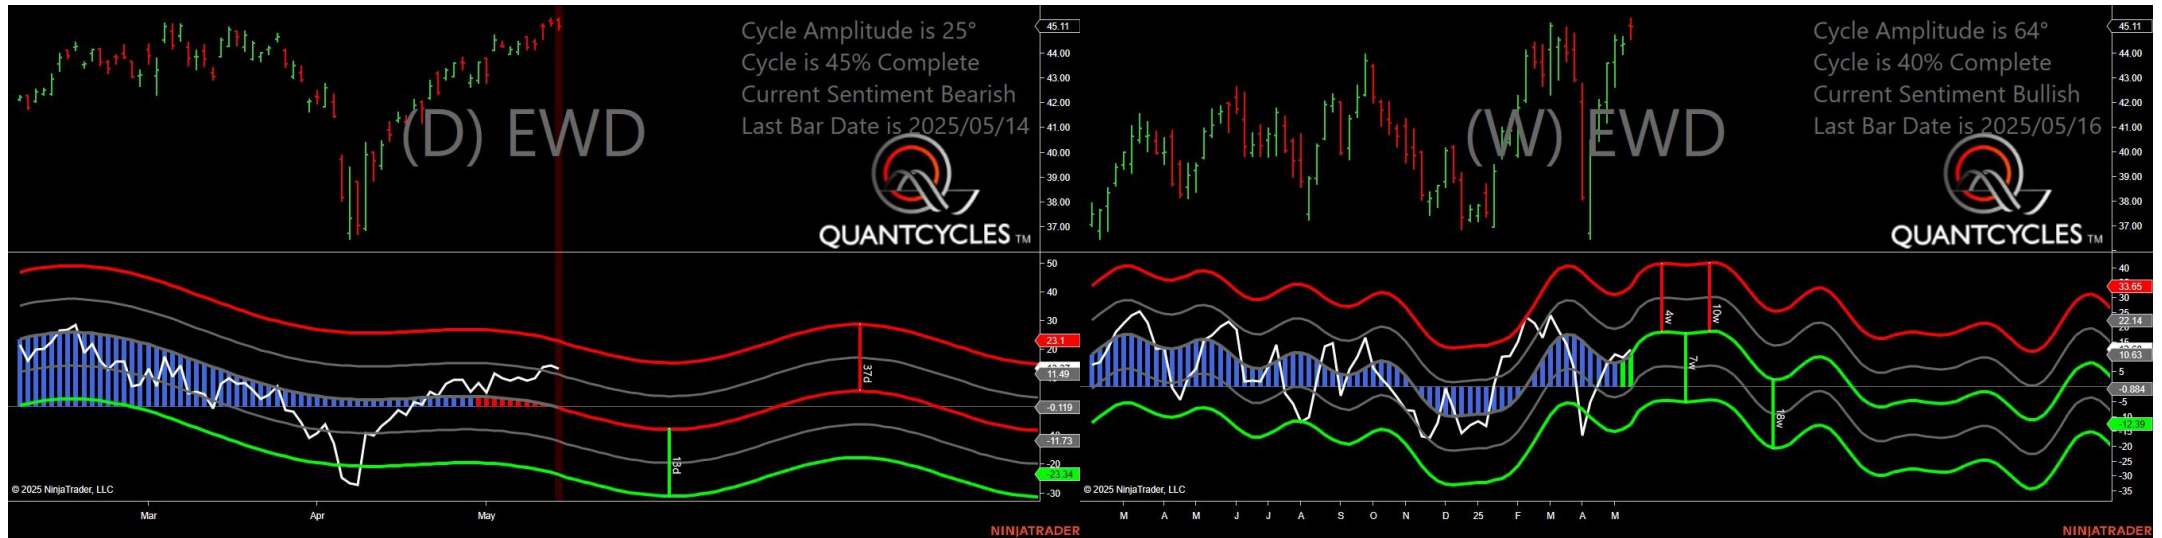 Cycle Amplitude is 25°
Cycle is 45% Complete
Current Sentiment Bearish
Last Bar Date is 2025/05/14
(D) EWD
QUANTCYCLES TM
45.11
44.00
43.00
42.00
41.00
40.00
39.00
38.00
37.00
50
40
30
23.1
20
11.49
-0.119
-11.73
-20
-23.34
-30
37d
13d
© 2025 NinjaTrader, LLC
Mar
Apr
May
NINJATRADER
Cycle Amplitude is 64°
Cycle is 40% Complete
Current Sentiment Bullish
Last Bar Date is 2025/05/16
(W) EWD
QUANTCYCLES TM
45.11
44.00
43.00
42.00
41.00
40.00
39.00
38.00
37.00
40
33.65
30
22.14
10.63
5
-0.884
-5
-12.39
-20
-25
-30
-35
4w
10w
7w
18w
© 2025 NinjaTrader, LLC
M A M J J A S O N D 25 F M A M
NINJATRADER